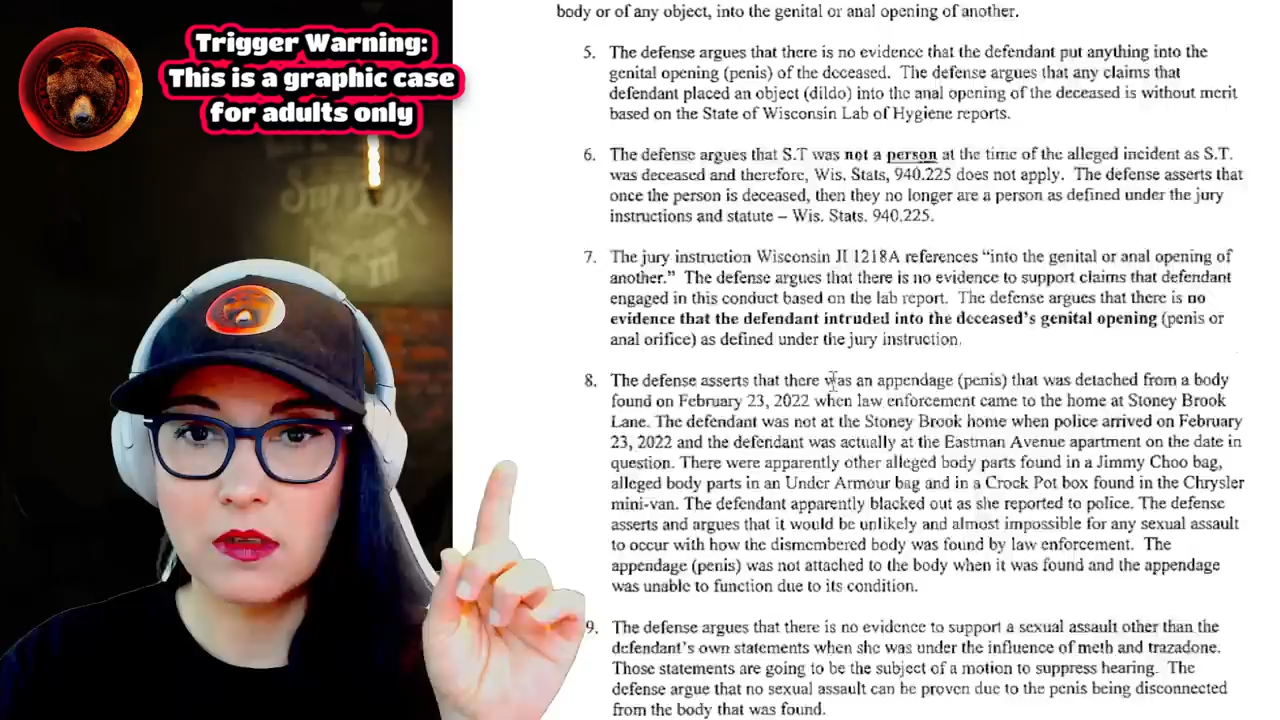 Trigger Warning:
This is a graphic case
for adults only
body or of any object, into the genital or anal opening of another.
5. The defense argues that there is no evidence that the defendant put anything into the
genital opening (penis) of the deceased. The defense argues that any claims that
defendant placed an object (dildo) into the anal opening of the deceased is without merit
based on the State of Wisconsin Lab of Hygiene reports.
6. The defense argues that S.T was not a person at the time of the alleged incident as S.T.
was deceased and therefore, Wis. Stats, 940.225 does not apply. The defense asserts that
once the person is deceased, then they no longer are a person as defined under the jury
instructions and statute – Wis. Stats. 940.225.
7. The jury instruction Wisconsin JI 1218A references “into the genital or anal opening of
another.” The defense argues that there is no evidence to support claims that defendant
engaged in this conduct based on the lab report. The defense argues that there is no
evidence that the defendant intruded into the deceased's genital opening (penis or
anal orifice) as defined under the jury instruction.
8. The defense asserts that there was an appendage (penis) that was detached from a body
found on February 23, 2022 when law enforcement came to the home at Stoney Brook
Lane. The defendant was not at the Stoney Brook home when police arrived on February
23, 2022 and the defendant was actually at the Eastman Avenue apartment on the date in
question. There were apparently other alleged body parts found in a Jimmy Choo bag,
alleged body parts in an Under Armour bag and in a Crock Pot box found in the Chrysler
mini-van. The defendant apparently blacked out as she reported to police. The defense
asserts and argues that it would be unlikely and almost impossible for any sexual assault
to occur with how the dismembered body was found by law enforcement. The
appendage (penis) was not attached to the body when it was found and the appendage
was unable to function due to its condition.
9. The defense argues that there is no evidence to support a sexual assault other than the
defendant's own statements when she was under the influence of meth and trazadone.
Those statements are going to be the subject of a motion to suppress hearing. The
defense argue that no sexual assault can be proven due to the penis being disconnected
from the body that was found.